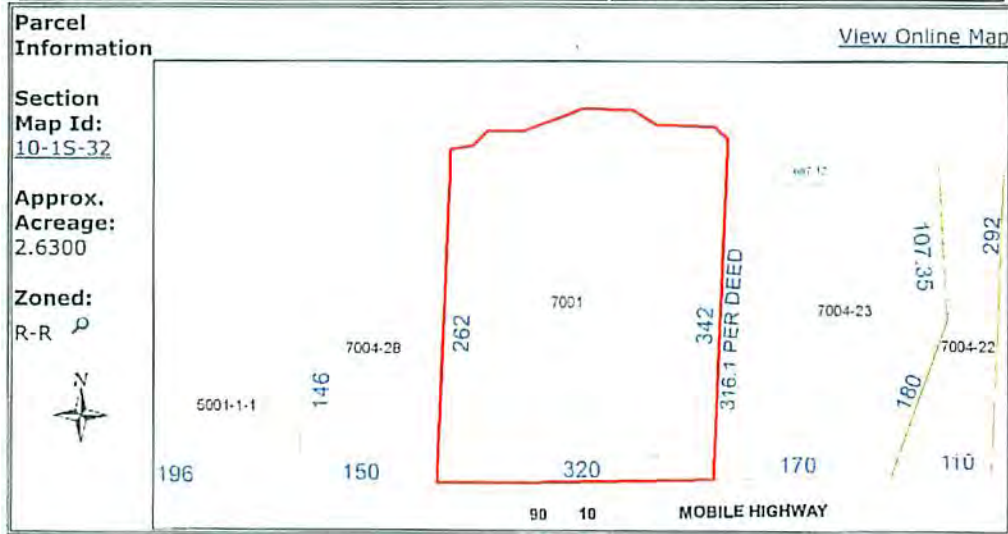 Parcel
Information
View Online Map
Section
Map Id:
10-1S-32
Approx.
Acreage:
2.6300
Zoned:
R-R
N
107.35
292
7001
342
316.1 PER DEED
7004-23
262
7004-28
7004-22
146
180
5001-1-1
196
150
320
170
110
90 10 MOBILE HIGHWAY